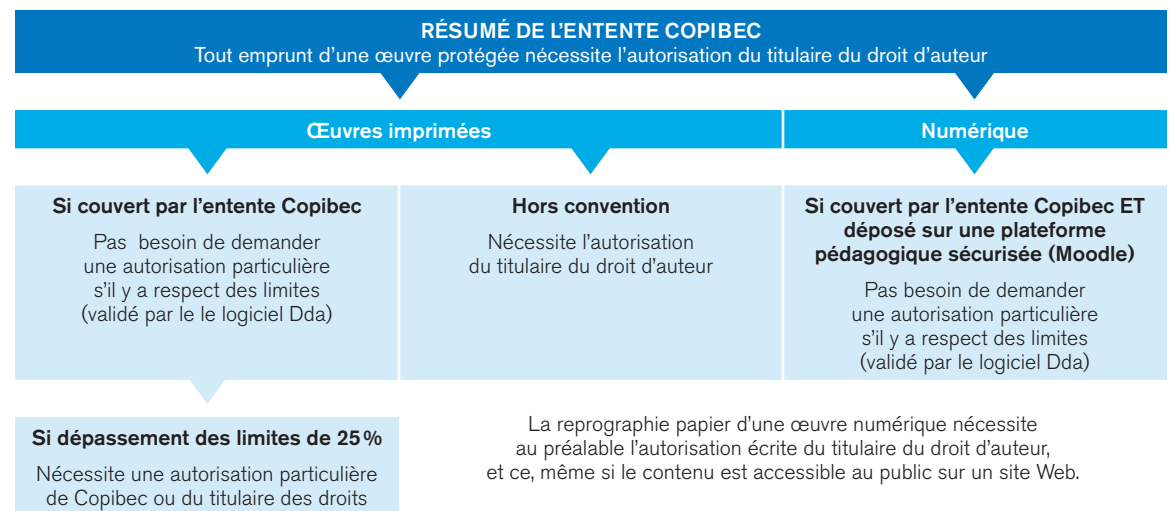 RÉSUMÉ DE L'ENTENTE COPIBEC
Tout emprunt d'une œuvre protégée nécessite l'autorisation du titulaire du droit d'auteur
Œuvres imprimées
Numérique
Si couvert par l'entente Copibec
Pas besoin de demander
une autorisation particulière
s'il y a respect des limites
(validé par le le logiciel Dda)
Hors convention
Nécessite l'autorisation
du titulaire du droit d'auteur
Si couvert par l'entente Copibec ET
déposé sur une plateforme
pédagogique sécurisée (Moodle)
Pas besoin de demander
une autorisation particulière
s'il y a respect des limites
(validé par le logiciel Dda)
Si dépassement des limites de 25 %
Nécessite une autorisation particulière
de Copibec ou du titulaire des droits
La reprographie papier d'une œuvre numérique nécessite
au préalable l'autorisation écrite du titulaire du droit d'auteur,
et ce, même si le contenu est accessible au public sur un site Web.